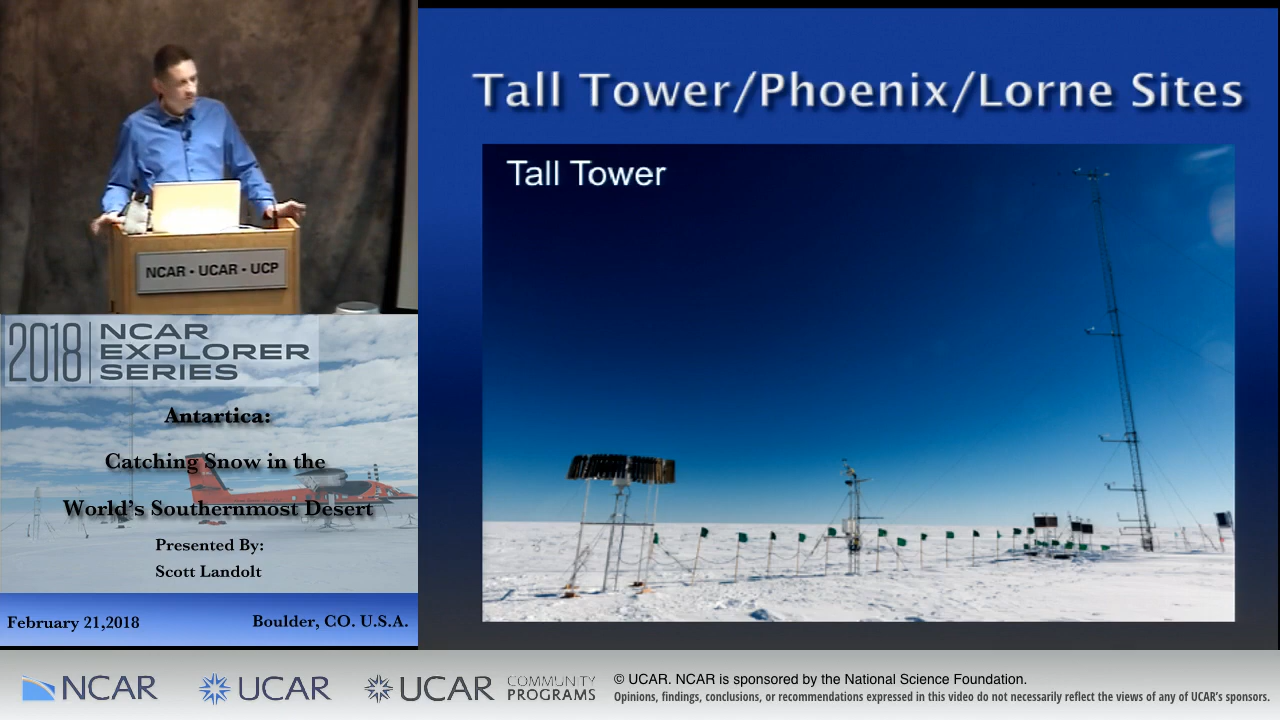 Tall Tower/Phoenix/Lorne Sites
Tall Tower
NCAR • UCAR • UCP
2018 NCAR
EXPLORER
SERIES
Antartica:
Catching Snow in the
World's Southernmost Desert
Presented By:
Scott Landolt
February 21,2018
Boulder, CO. U.S.A.
NCAR
UCAR
UCAR COMMUNITY
PROGRAMS
© UCAR. NCAR is sponsored by the National Science Foundation.
Opinions, findings, conclusions, or recommendations expressed in this video do not necessarily reflect the views of any of UCAR's sponsors.